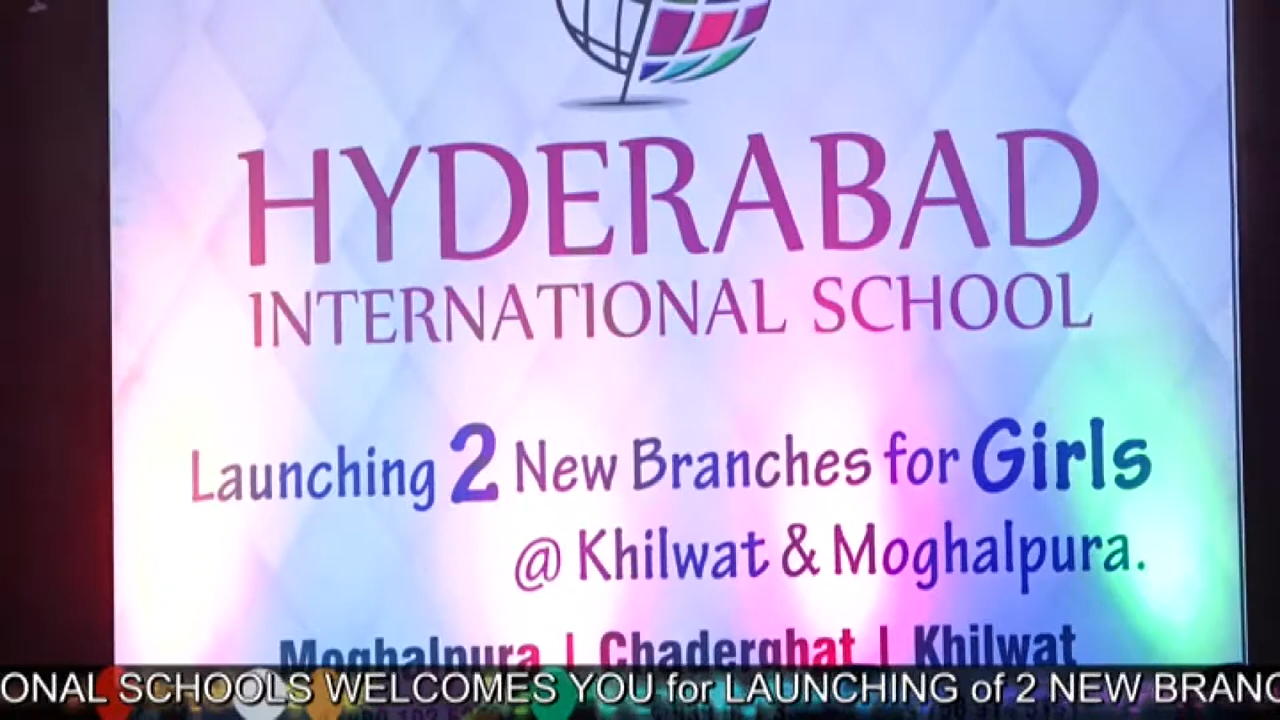 HYDERABAD
INTERNATIONAL SCHOOL
Launching 2 New Branches for Girls
@ Khilwat & Moghalpura.
Moghalpura | Chaderghat | Khilwat
ONAL SCHOOLS WELCOMES YOU for LAUNCHING of 2 NEW BRANC